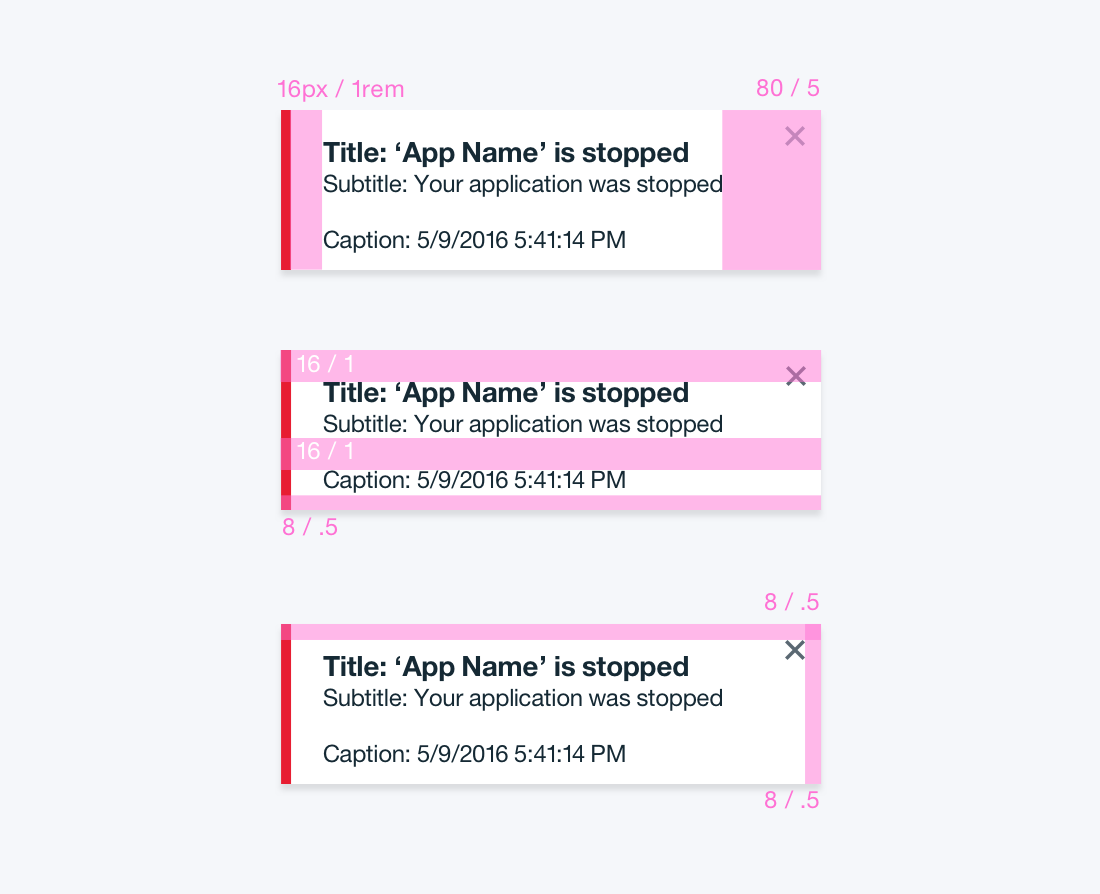 16px / 1rem
80 / 5
Title: ‘App Name’ is stopped
Subtitle: Your application was stopped
Caption: 5/9/2016 5:41:14 PM
16 / 1
Title: ‘App Name’ is stopped
Subtitle: Your application was stopped
16 / 1
Caption: 5/9/2016 5:41:14 PM
8 / .5
8 / .5
Title: ‘App Name’ is stopped
Subtitle: Your application was stopped
Caption: 5/9/2016 5:41:14 PM
8 / .5